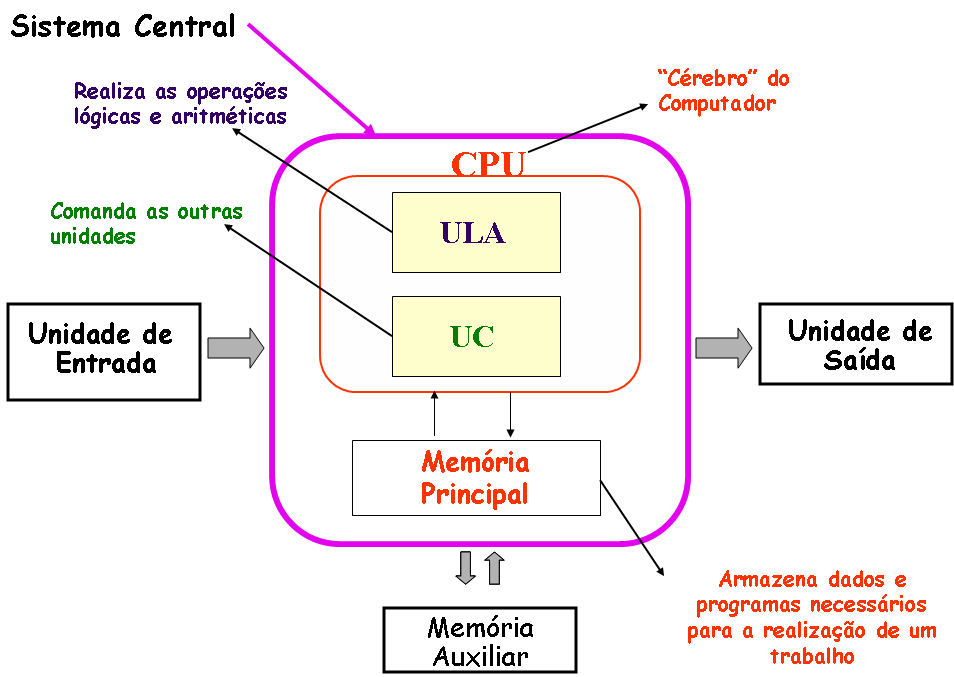 Sistema Central
Realiza as operações
lógicas e aritméticas
“Cérebro” do
Computador
CPU
ULA
Comanda as outras
unidades
UC
Unidade de
Entrada
Unidade de
Saída
Memória
Principal
Armazena dados e
programas necessários
para a realização de um
trabalho
Memória
Auxiliar